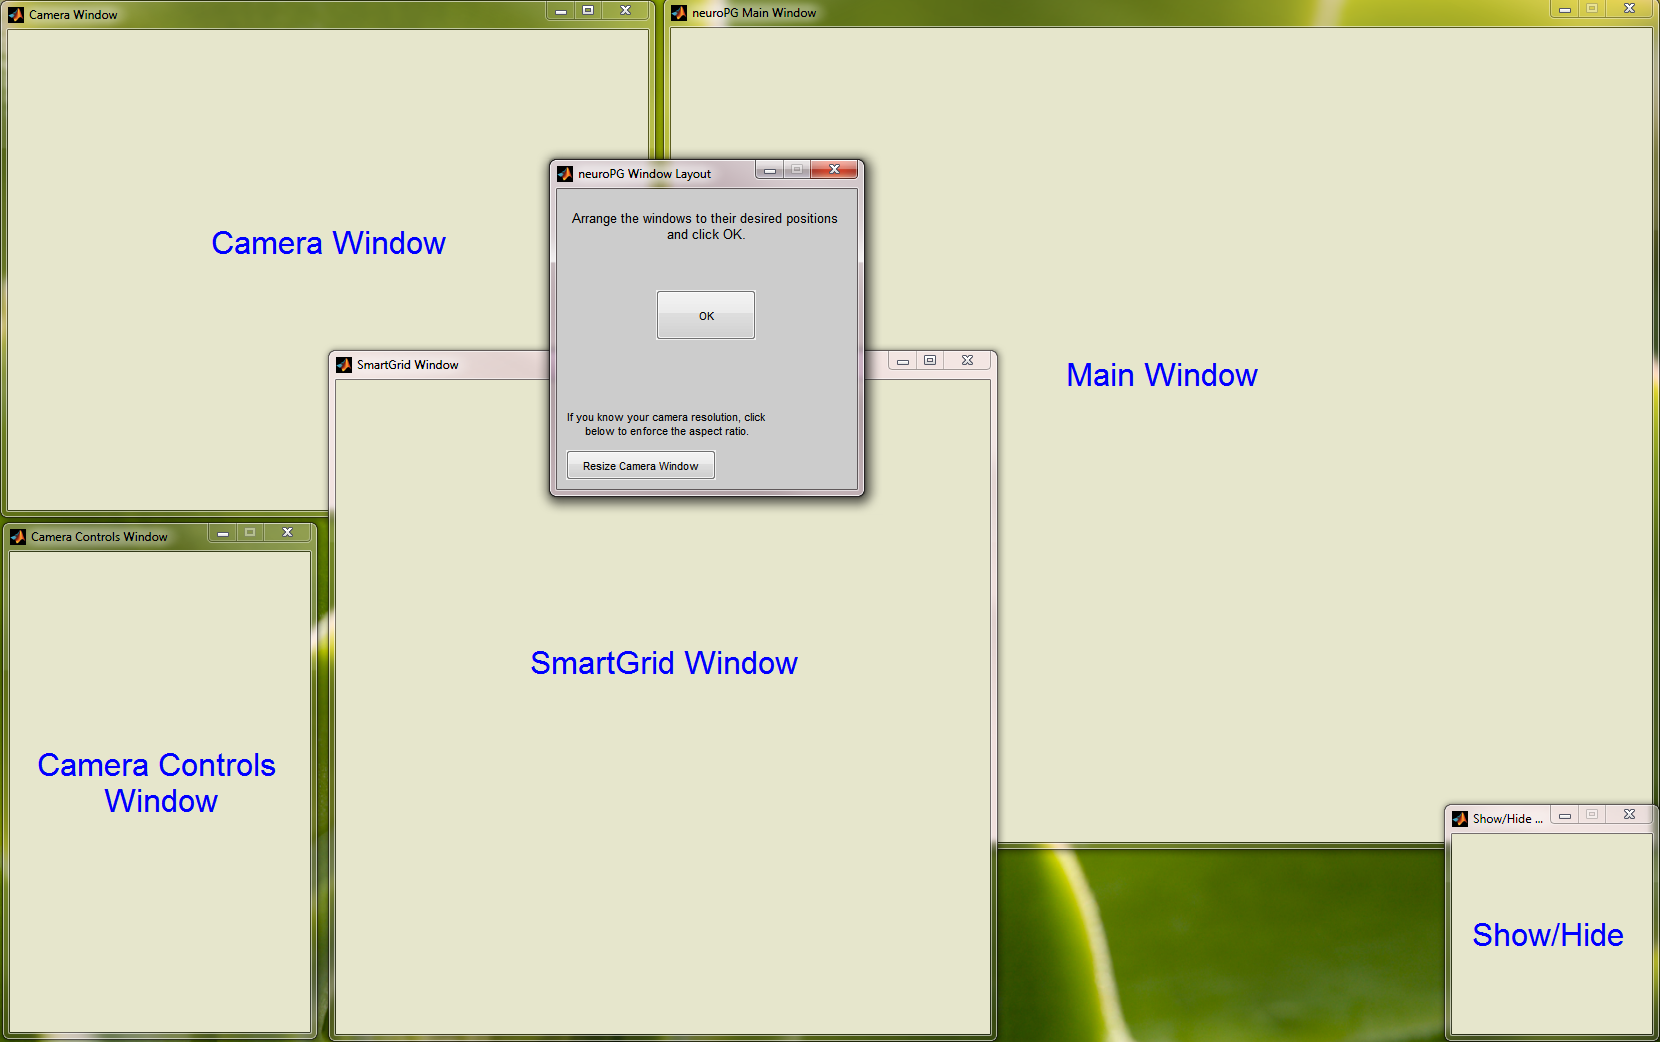 Camera Window
neuroPG Main Window
neuroPG Window Layout
Arrange the windows to their desired positions
and click OK.
Camera Window
OK
SmartGrid Window
Main Window
If you know your camera resolution, click
below to enforce the aspect ratio.
Resize Camera Window
Camera Controls Window
SmartGrid Window
Camera Controls
Window
Show/Hide ...
Show/Hide